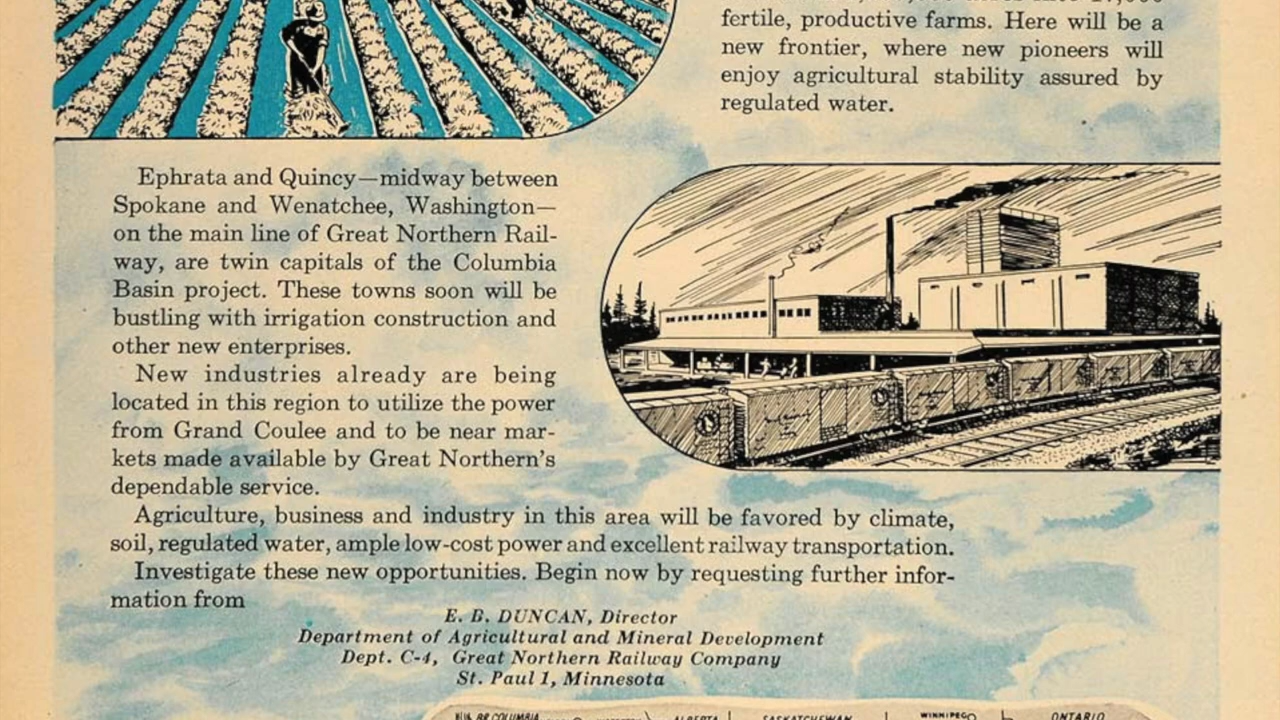 fertile, productive farms. Here will be a
new frontier, where new pioneers will
enjoy agricultural stability assured by
regulated water.
Ephrata and Quincy—midway between
Spokane and Wenatchee, Washington—
on the main line of Great Northern Rail-
way, are twin capitals of the Columbia
Basin project. These towns soon will be
bustling with irrigation construction and
other new enterprises.
New industries already are being
located in this region to utilize the power
from Grand Coulee and to be near mar-
kets made available by Great Northern's
dependable service.
Agriculture, business and industry in this area will be favored by climate,
soil, regulated water, ample low-cost power and excellent railway transportation.
Investigate these new opportunities. Begin now by requesting further infor-
mation from
E. B. DUNCAN, Director
Department of Agricultural and Mineral Development
Dept. C-4, Great Northern Railway Company
St. Paul 1, Minnesota
BR. COLUMBIA ALBERTA SASKATCHEWAN WINNIPEG ONTARIO